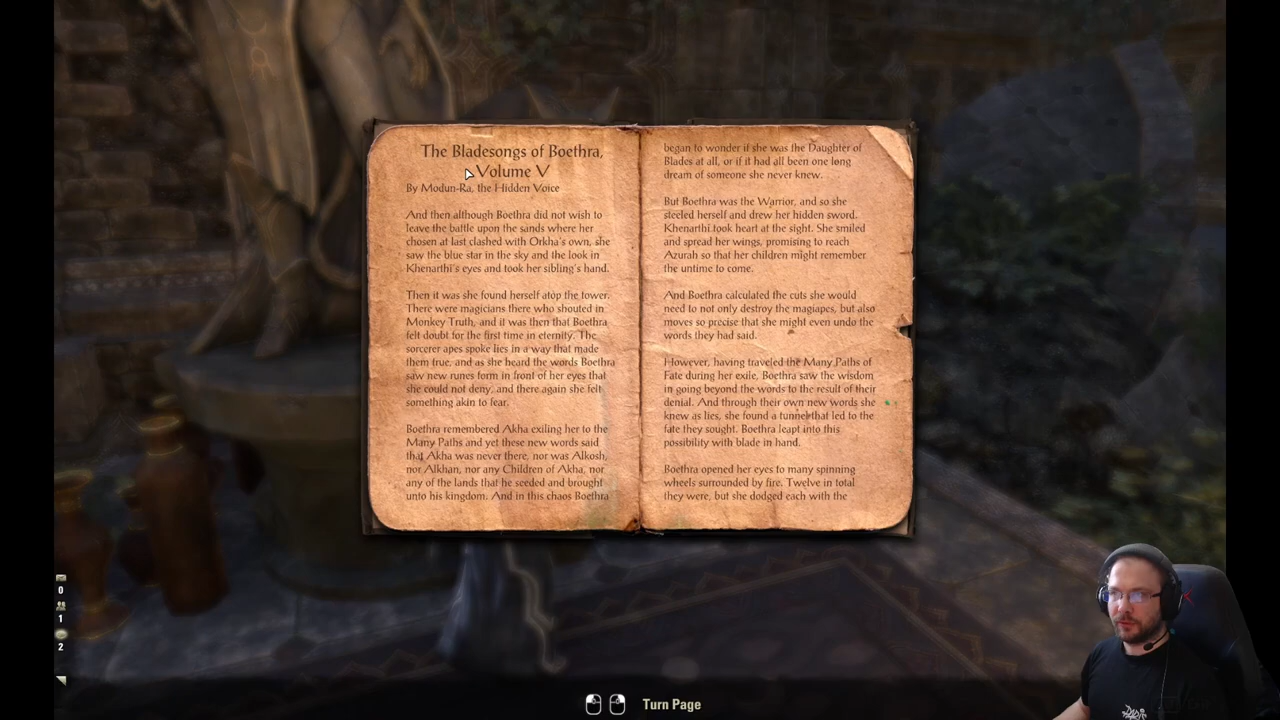 The Bladesongs of Boethra,
Volume V
By Modun-Ra, the Hidden Voice
And then although Boethra did not wish to
leave the battle upon the sands where her
chosen at last clashed with Orkha's own, she
saw the blue star in the sky and the look in
Khenarthi's eyes and took her sibling's hand.
Then it was she found herself atop the tower.
There were magicians there who shouted in
Monkey Truth, and it was then that Boethra
felt doubt for the first time in eternity. The
sorcerer apes spoke lies in a way that made
them true, and as she heard the words Boethra
saw new runes form in front of her eyes that
she could not deny, and there again she felt
something akin to fear.
Boethra remembered Akha exiling her to the
Many Paths and yet these new words said
that Akha was never there, nor was Alkosh,
nor Alkhan, nor any Children of Akha, nor
any of the lands that he seeded and brought
unto his kingdom. And in this chaos Boethra
began to wonder if she was the Daughter of
Blades at all, or if it had all been one long
dream of someone she never knew.
But Boethra was the Warrior, and so she
steeled herself and drew her hidden sword.
Khenarthi took heart at the sight. She smiled
and spread her wings, promising to reach
Azurah so that her children might remember
the untime to come.
And Boethra calculated the cuts she would
need to not only destroy the magiapes, but also
moves so precise that she might even undo the
words they had said.
However, having traveled the Many Paths of
Fate during her exile, Boethra saw the wisdom
in going beyond the words to the result of their
denial. And through their own new words she
knew as lies, she found a tunnel that led to the
fate they sought. Boethra leapt into this
possibility with blade in hand.
Boethra opened her eyes to many spinning
wheels surrounded by fire. Twelve in total
they were, but she dodged each with the
0
1
2
Turn Page